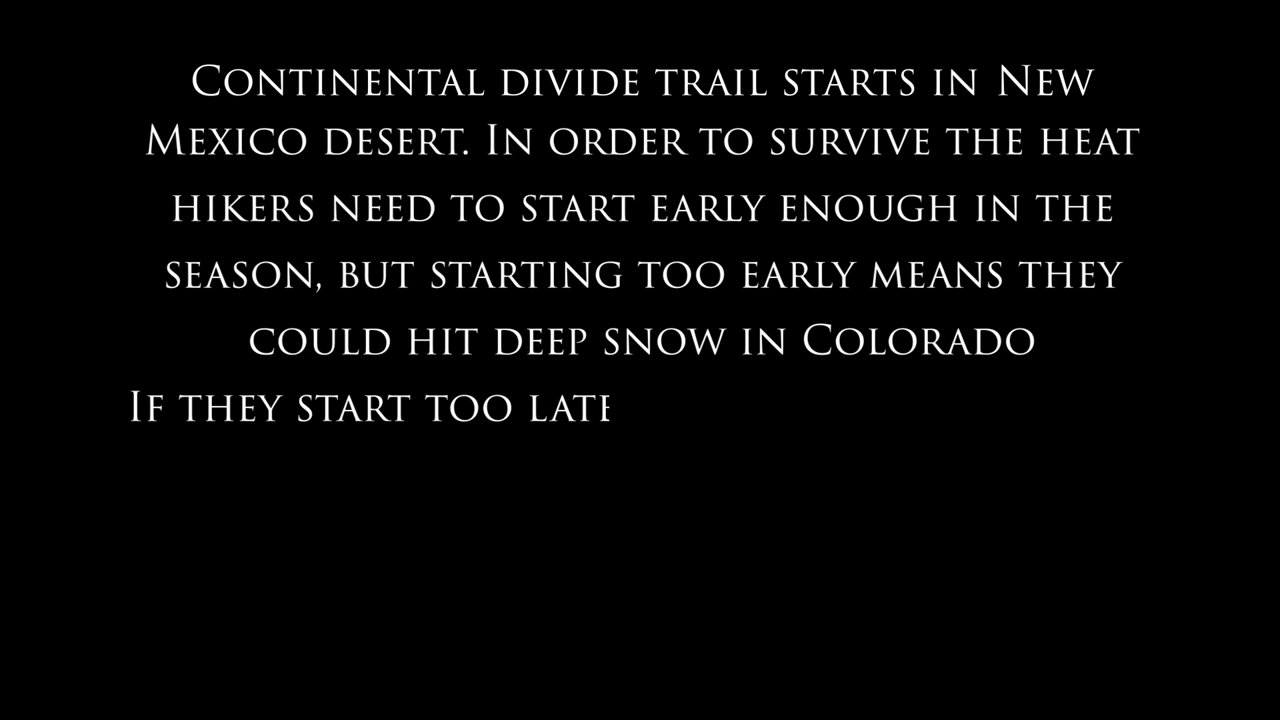 Continental divide trail starts in New
Mexico desert. In order to survive the heat
hikers need to start early enough in the
season, but starting too early means they
could hit deep snow in Colorado
If they start too late